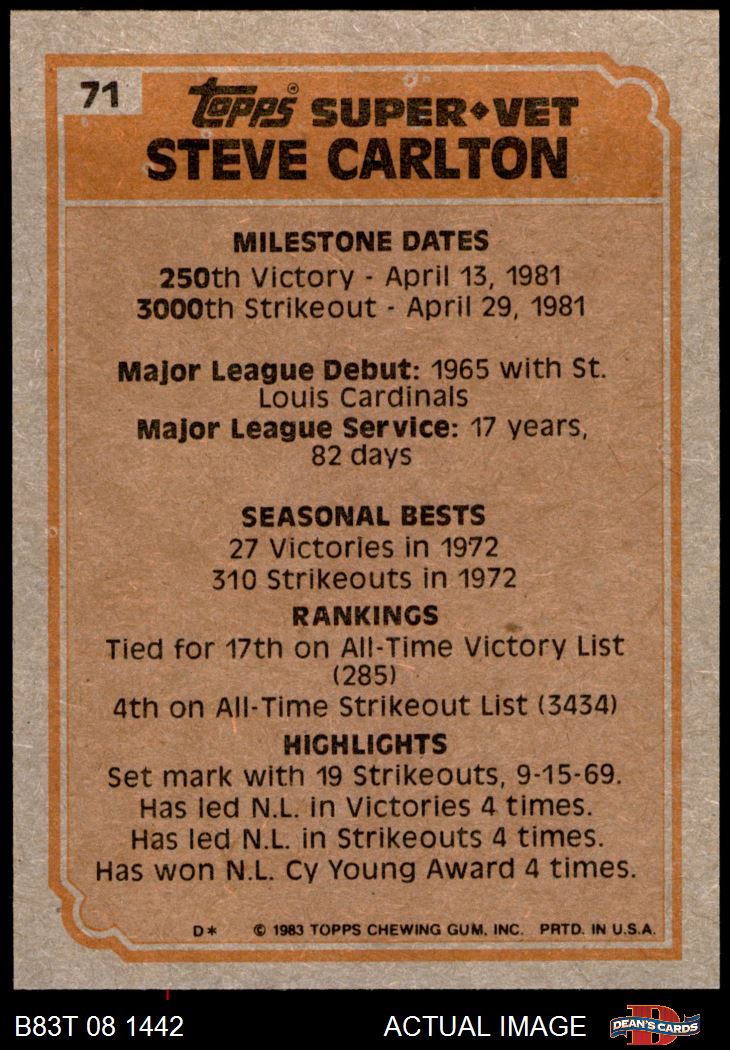 71
Topps® SUPER◆VET
STEVE CARLTON
MILESTONE DATES
250th Victory - April 13, 1981
3000th Strikeout - April 29, 1981
Major League Debut: 1965 with St.
Louis Cardinals
Major League Service: 17 years,
82 days
SEASONAL BESTS
27 Victories in 1972
310 Strikeouts in 1972
RANKINGS
Tied for 17th on All-Time Victory List
(285)
4th on All-Time Strikeout List (3434)
HIGHLIGHTS
Set mark with 19 Strikeouts, 9-15-69.
Has led N.L. in Victories 4 times.
Has led N.L. in Strikeouts 4 times.
Has won N.L. Cy Young Award 4 times.
D* © 1983 TOPPS CHEWING GUM, INC. PRTD. IN U.S.A.
B83T 08 1442 ACTUAL IMAGE D DEAN'S CARDS